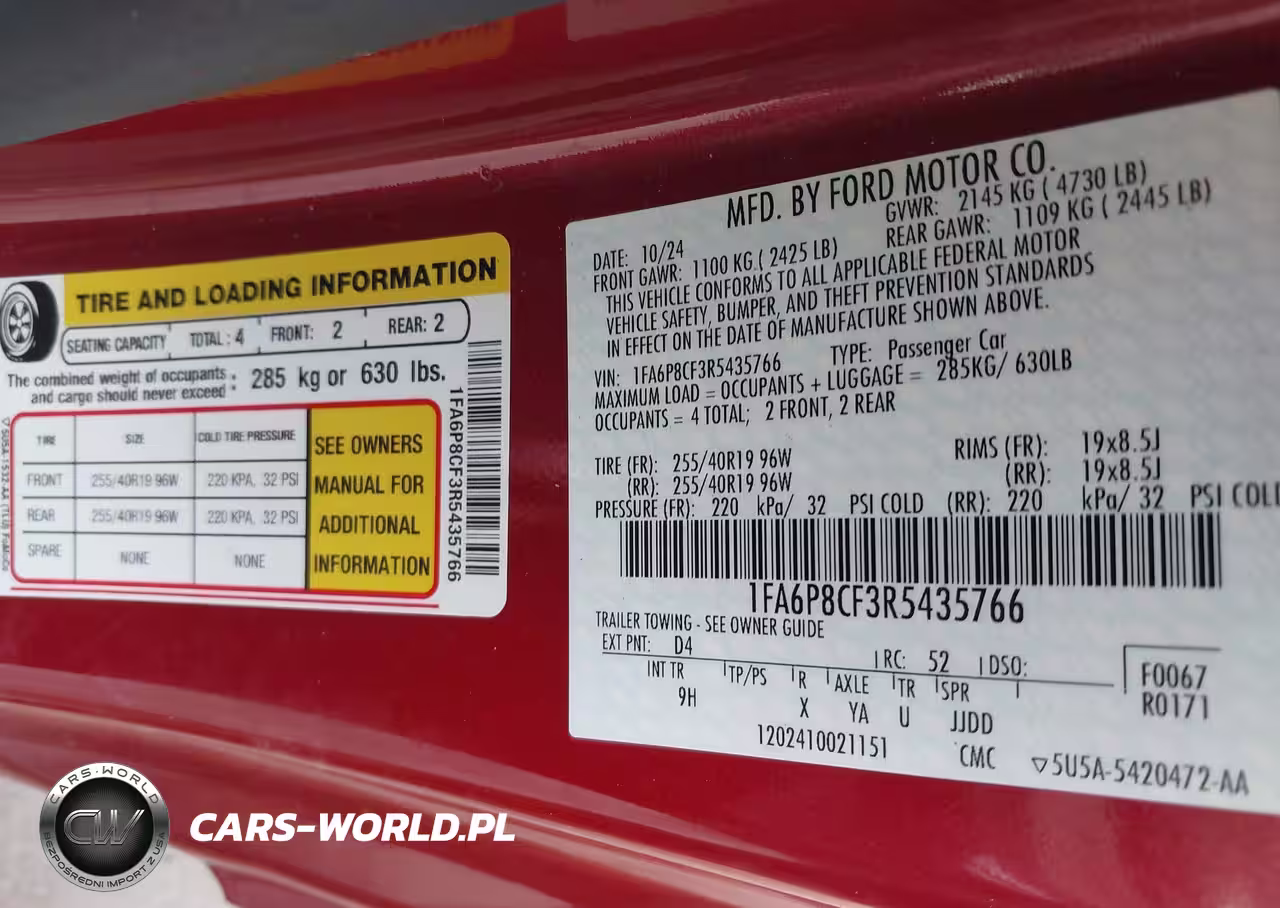 TIRE AND LOADING INFORMATION
SEATING CAPACITY TOTAL : 4 FRONT: 2 REAR: 2
The combined weight of occupants : 285 kg or 630 lbs.
and cargo should never exceed :
TIRE SIZE COLD TIRE PRESSURE
FRONT 255/40R19 96W 220 KPA, 32 PSI
REAR 255/40R19 96W 220 KPA, 32 PSI
SPARE NONE NONE
SEE OWNERS
MANUAL FOR
ADDITIONAL
INFORMATION
1FA6P8CF3R5435766
MFD. BY FORD MOTOR CO.
DATE: 10/24 GVWR: 2145 KG ( 4730 LB)
FRONT GAWR: 1100 KG.( 2425 LB) REAR GAWR: 1109 KG ( 2445 LB)
THIS VEHICLE CONFORMS TO ALL APPLICABLE FEDERAL MOTOR
VEHICLE SAFETY, BUMPER, AND THEFT PREVENTION STANDARDS
IN EFFECT ON THE DATE OF MANUFACTURE SHOWN ABOVE.
VIN: 1FA6P8CF3R5435766 TYPE: Passenger Car
MAXIMUM LOAD = OCCUPANTS + LUGGAGE = 285KG/ 630LB
OCCUPANTS = 4 TOTAL; 2 FRONT, 2 REAR
TIRE (FR): 255/40R19 96W RIMS (FR): 19x8.5J
(RR): 255/40R19 96W (RR): 19x8.5J
PRESSURE (FR): 220 kPa/ 32 PSI COLD (RR): 220 kPa/ 32 PSI COLD
1FA6P8CF3R5435766
TRAILER TOWING - SEE OWNER GUIDE
EXT PNT: D4 RC: 52 DSO:
F0067
R0171
INT TR TP/PS R AXLE TR SPR
9H X YA U JJDD
1202410021151 CMC ▽5U5A-5420472-AA
CARS-WORLD
CW
BEZPOŚREDNI IMPORT Z USA
CARS-WORLD.PL